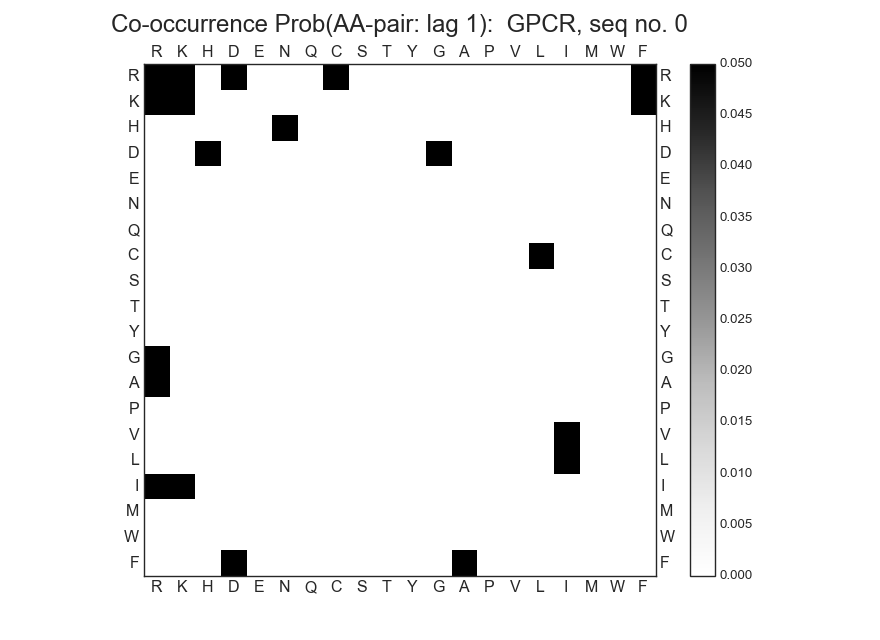 Co-occurrence Prob(AA-pair: lag 1):  GPCR, seq no. 0
R K H D E N Q C S T Y G A P V L I M W F
R R 0.050
K K
0.045
H H
D D 0.040
E E
0.035
N N
Q Q
0.030
C C
S S
T T 0.025
Y Y
G G 0.020
A A
P P 0.015
V V
L L 0.010
I I
M M 0.005
W W
F F
0.000
R K H D E N Q C S T Y G A P V L I M W F